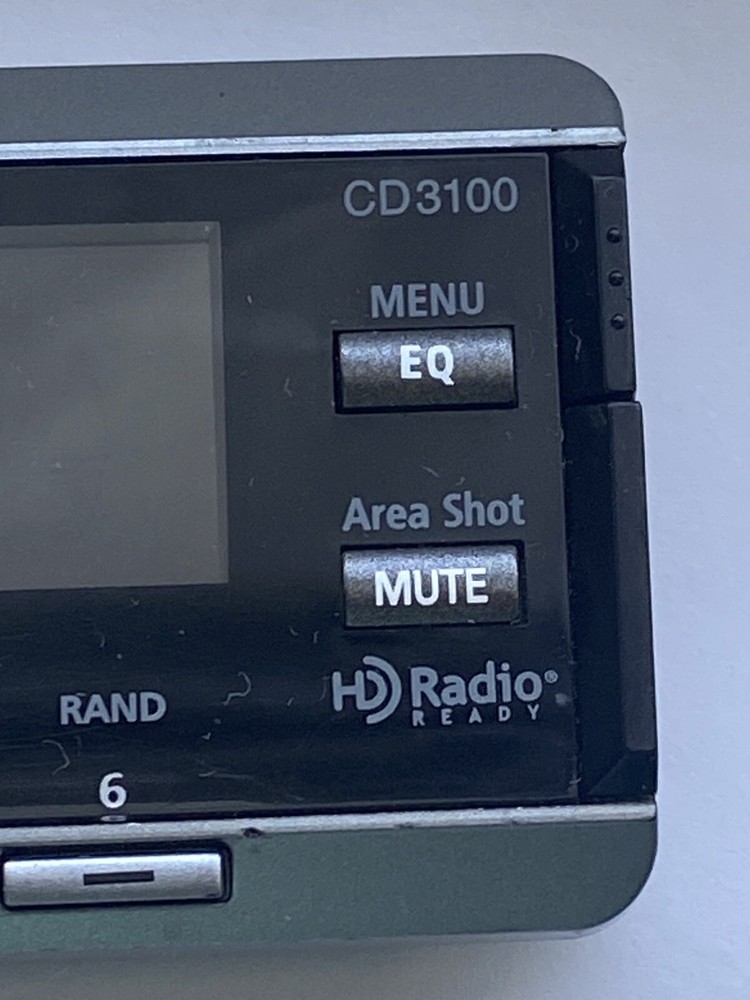 CD3100
MENU
EQ
Area Shot
MUTE
HD Radio®
READY
RAND
6